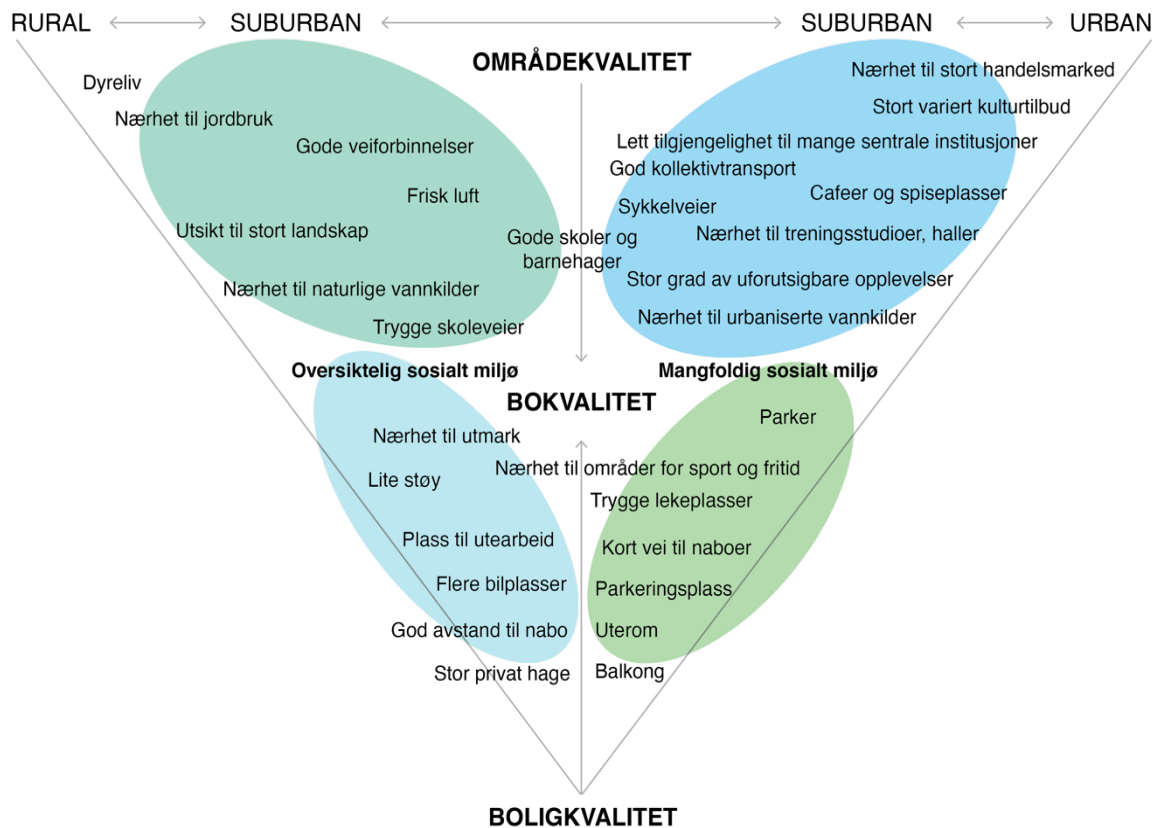 RURAL
SUBURBAN
SUBURBAN
URBAN
OMRÅDEKVALITET
Dyreliv
Nærhet til jordbruk
Gode veiforbinnelser
Frisk luft
Utsikt til stort landskap
Gode skoler og
barnehager
Nærhet til naturlige vannkilder
Trygge skoleveier
Nærhet til stort handelsmarked
Stort variert kulturtilbud
Lett tilgjengelighet til mange sentrale institusjoner
God kollektivtransport
Cafeer og spiseplasser
Sykkelveier
Nærhet til treningsstudioer, haller
Stor grad av uforutsigbare opplevelser
Nærhet til urbaniserte vannkilder
Oversiktelig sosialt miljø
Mangfoldig sosialt miljø
BOKVALITET
Nærhet til utmark
Lite støy
Plass til utearbeid
Flere bilplasser
God avstand til nabo
Stor privat hage
Parker
Nærhet til områder for sport og fritid
Trygge lekeplasser
Kort vei til naboer
Parkeringsplass
Uterom
Balkong
BOLIGKVALITET